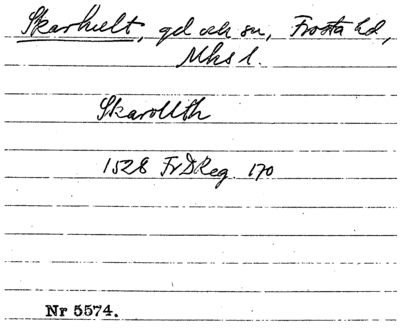 Skarhult, gd och sn, Frosta hd,
Mhs l.
Skarollth
1528 FrDReg. 170
Nr 5574.